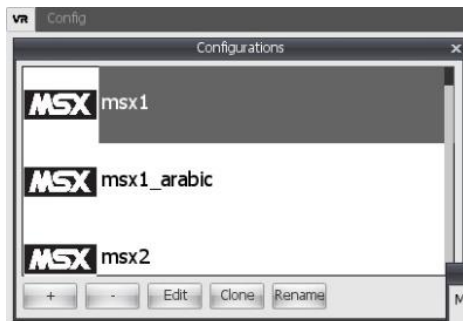 VR Config
Configurations x
MSX msx1
MSX msx1_arabic
MSX msx2
+ - Edit Clone Rename
M